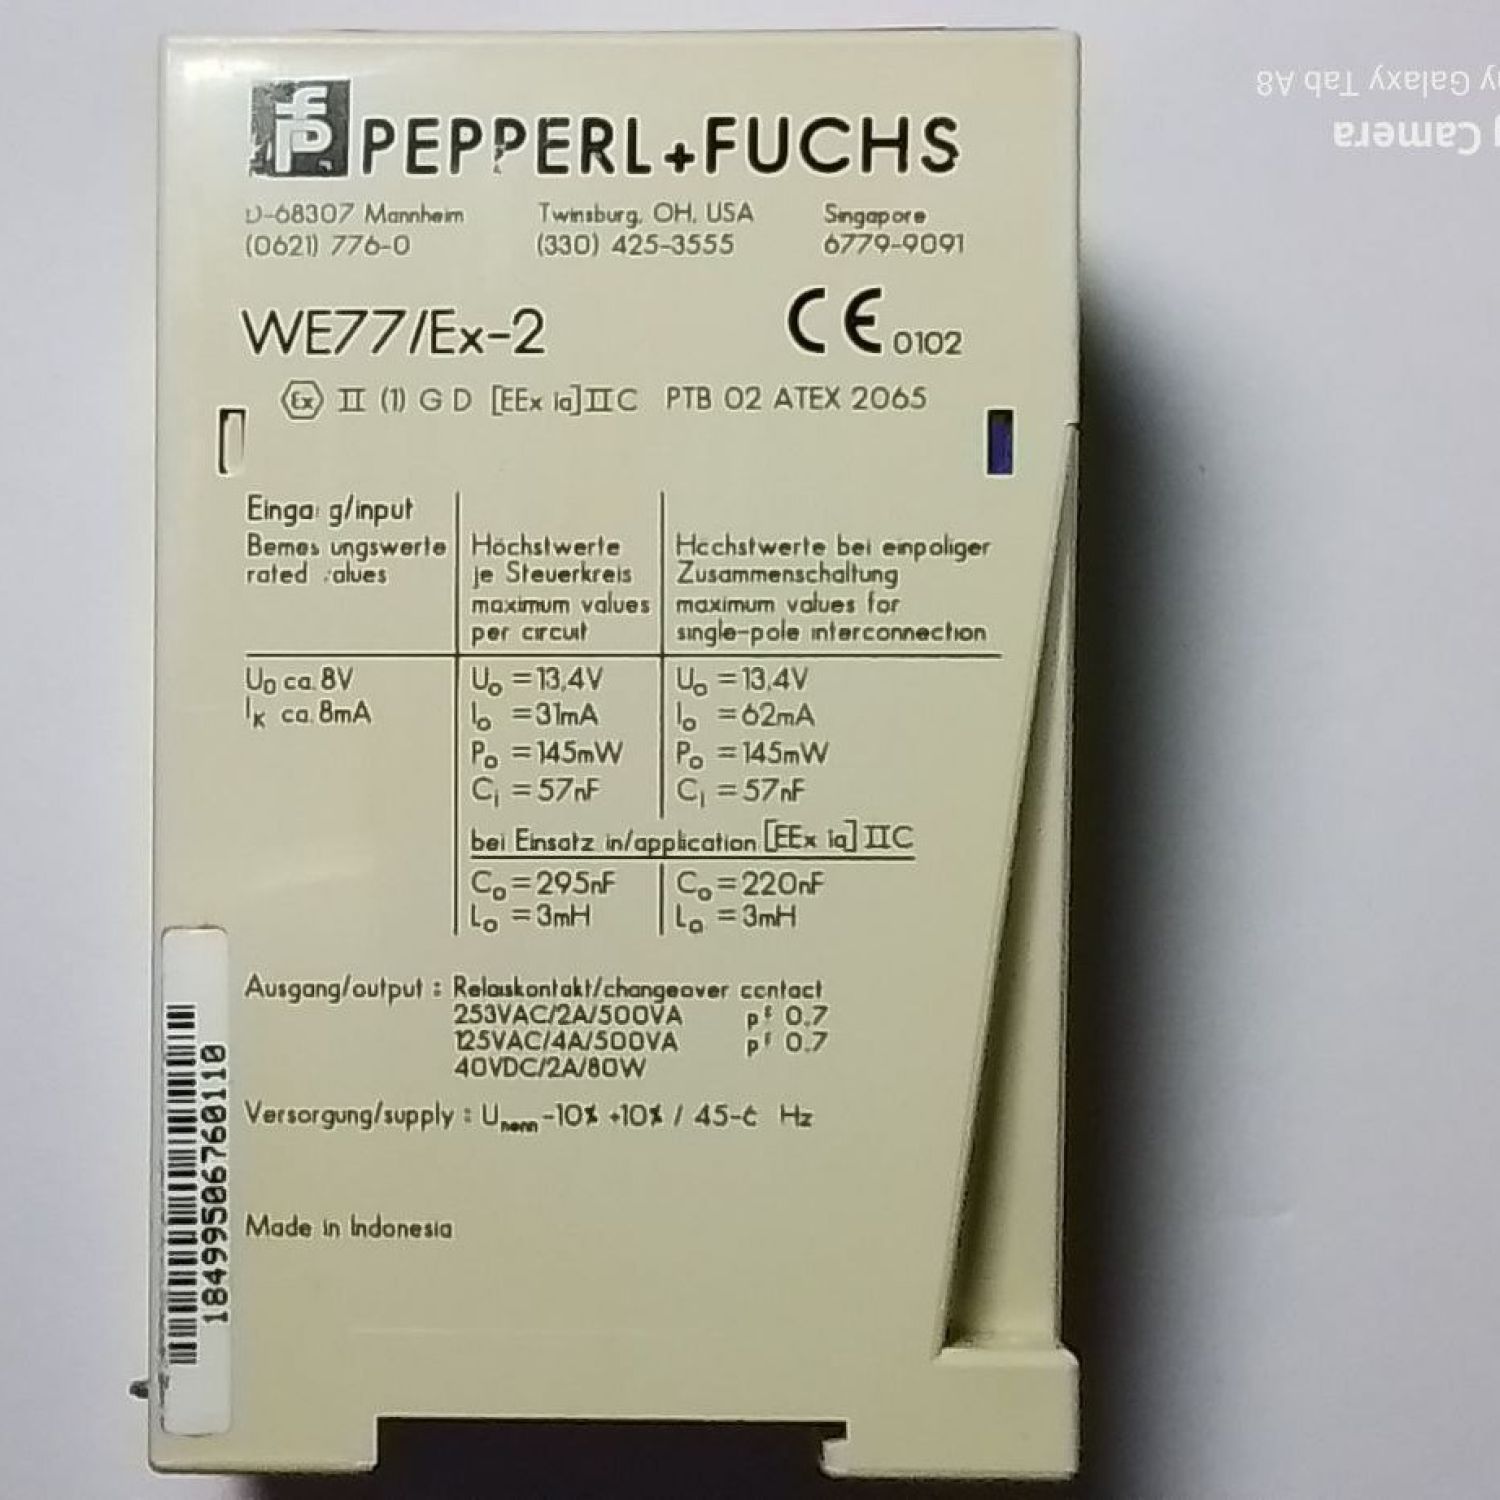 PEPPERL+FUCHS
D-68307 Mannheim Twinsburg, OH, USA Singapore
(0621) 776-0 (330) 425-3555 6779-9091
WE77/Ex-2 CE 0102
Ex II (1) G D [EEx ia] IIC PTB 02 ATEX 2065
Einga g/input
Bemes ungswerte
rated alues
Höchstwerte
je Steuerkreis
maximum values
per circuit
Höchstwerte bei einpoliger
Zusammenschaltung
maximum values for
single-pole interconnection
U0 ca. 8V
IK ca. 8mA
Uo =13,4V
Io =31mA
Po =145mW
Ci =57nF
Uo =13,4V
Io =62mA
Po =145mW
Ci =57nF
bei Einsatz in/application [EEx ia] IIC
Co=295nF Co=220nF
Lo =3mH Lo =3mH
Ausgang/output : Relaiskontakt/changeover contact
253VAC/2A/500VA pf 0.7
125VAC/4A/500VA pf 0.7
40VDC/2A/80W
Versorgung/supply : Unenn -10% +10% / 45- Hz
Made in Indonesia
18499506760110
Galaxy Tab A8
Camera